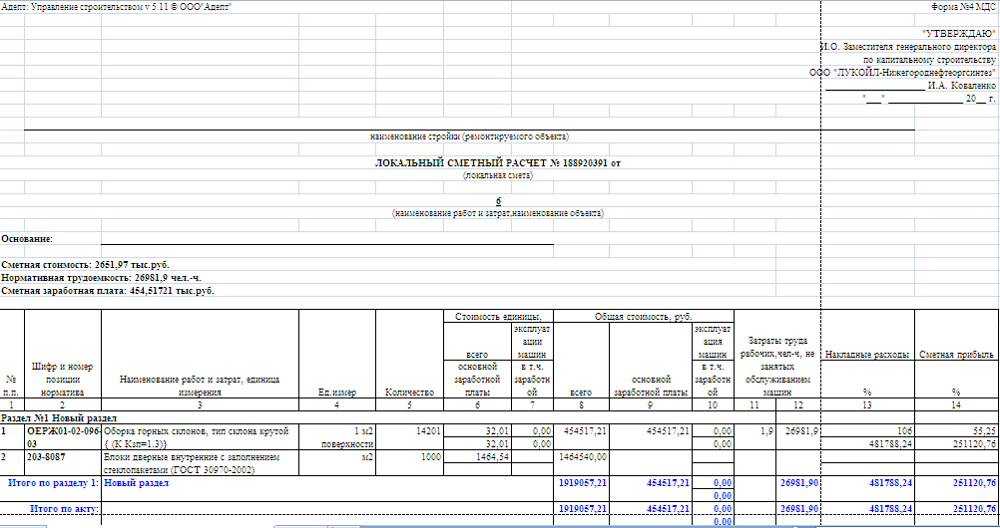 Адепт: Управление строительством v 5.11 © ООО"Адепт"
Форма №4 МДС
"УТВЕРЖДАЮ"
И.О. Заместителя генерального директора
по капитальному строительству
ООО "ЛУКОЙЛ-Нижегороднефтеоргсинтез"
____________________ И.А. Коваленко
"___" _______________ 20__ г.
наименование стройки (ремонтируемого объекта)
ЛОКАЛЬНЫЙ СМЕТНЫЙ РАСЧЕТ № 188920391 от
(локальная смета)
6
(наименование работ и затрат,наименование объекта)
Основание:
Сметная стоимость: 2651,97 тыс.руб.
Нормативная трудоемкость: 26981,9 чел.-ч.
Сметная заработная плата: 454,51721 тыс.руб.
№ п.п.
Шифр и номер позиции норматива
Наименование работ и затрат, единица измерения
Ед.измер
Количество
Стоимость единицы,
всего
основной заработной платы
эксплуат ации машин
в т.ч. заработн ой
Общая стоимость, руб.
всего
основной заработной платы
эксплуат ация машин
в т.ч. заработн ой
Затраты труда рабочих,чел-ч, не занятых обслуживанием машин
Накладные расходы
%
Сметная прибыль
%
1 2 3 4 5 6 7 8 9 10 11 12 13 14
Раздел №1 Новый раздел
1 ОЕРЖ01-02-096- Оборка горных склонов, тип склона крутой 1 м2 14201 32,01 0,00 454517,21 454517,21 0,00 1,9 26981,9 106 55,25
03 { (К Кзп=1.3)} поверхности 32,01 0,00 0,00 481788,24 251120,76
2 203-8087 Блоки дверные внутренние с заполнением м2 1000 1464,54 1464540,00
стеклопакетами (ГОСТ 30970-2002)
Итого по разделу 1: Новый раздел 1919057,21 454517,21 0,00 26981,90 481788,24 251120,76
0,00
Итого по акту: 1919057,21 454517,21 0,00 26981,90 481788,24 251120,76
0,00